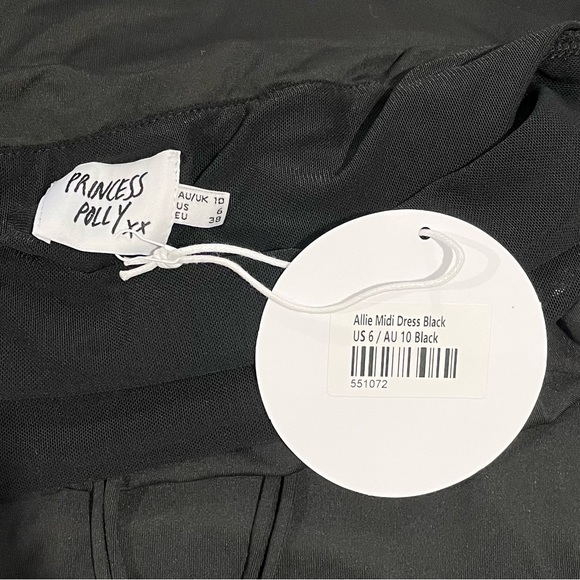 PRINCESS
POLLY xx
AU/UK 10
US 6
EU 38
Allie Midi Dress Black
US 6 / AU 10 Black
551072